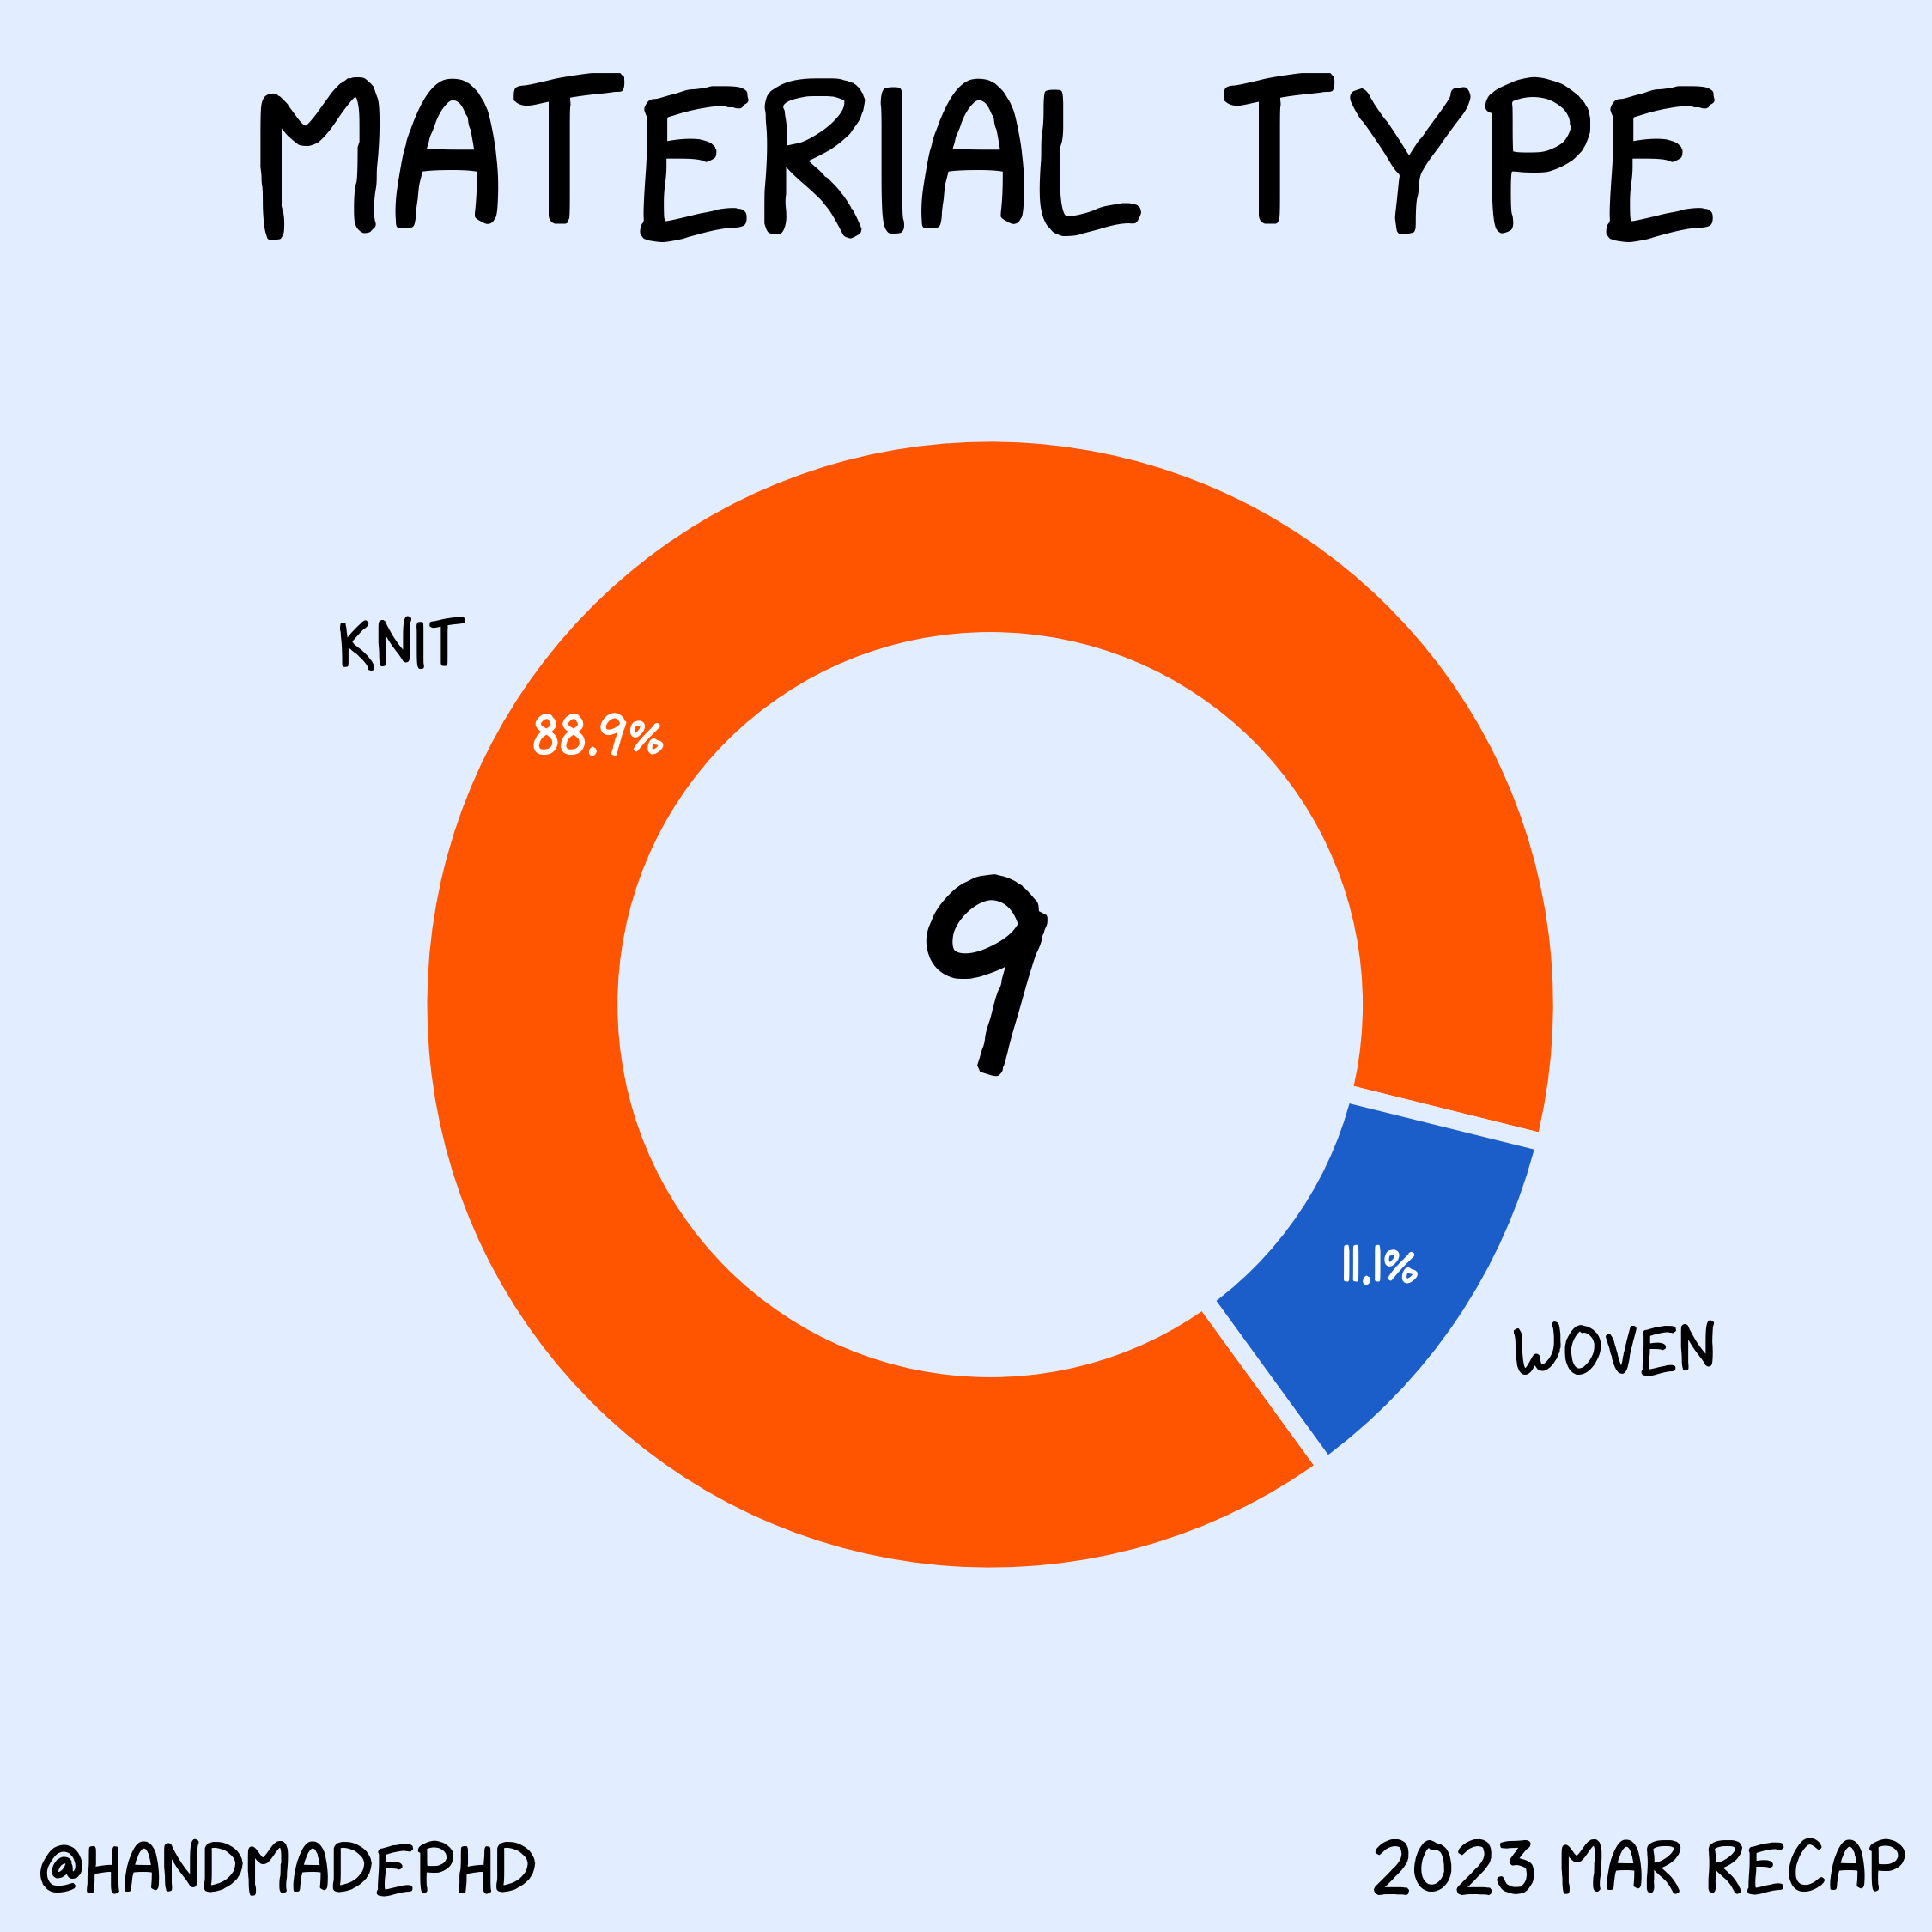 MATERIAL TYPE
KNIT
88.9%
9
11.1%
WOVEN
@HANDMADEPHD
2023 MAR RECAP